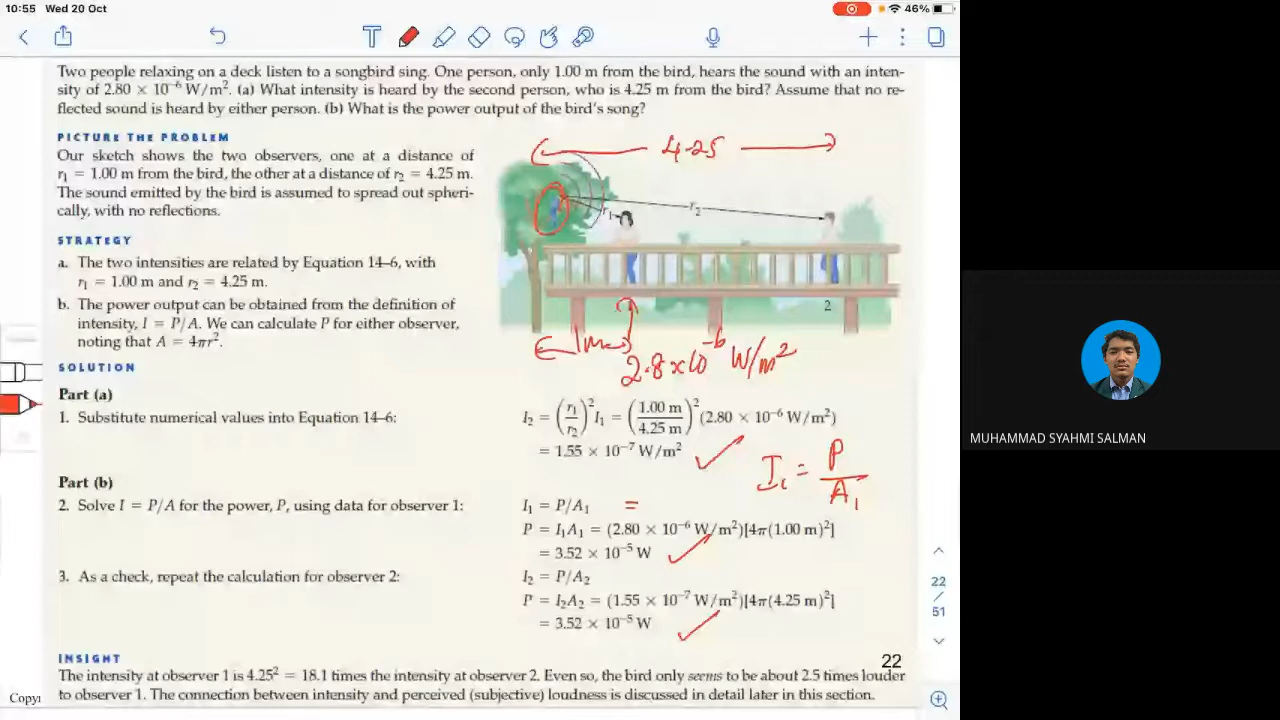 10:55 Wed 20 Oct
46%
Two people relaxing on a deck listen to a songbird sing. One person, only 1.00 m from the bird, hears the sound with an inten-
sity of 2.80 × 10⁻⁶ W/m². (a) What intensity is heard by the second person, who is 4.25 m from the bird? Assume that no re-
flected sound is heard by either person. (b) What is the power output of the bird's song?
PICTURE THE PROBLEM
Our sketch shows the two observers, one at a distance of
r₁ = 1.00 m from the bird, the other at a distance of r₂ = 4.25 m.
The sound emitted by the bird is assumed to spread out spheri-
cally, with no reflections.
4.25
r₁
r₂
2
1m
2.8×10⁻⁶ W/m²
STRATEGY
a. The two intensities are related by Equation 14–6, with
r₁ = 1.00 m and r₂ = 4.25 m.
b. The power output can be obtained from the definition of
intensity, I = P/A. We can calculate P for either observer,
noting that A = 4πr².
SOLUTION
Part (a)
1. Substitute numerical values into Equation 14–6:
I₂ = (r₁/r₂)²I₁ = (1.00 m/4.25 m)²(2.80 × 10⁻⁶ W/m²)
= 1.55 × 10⁻⁷ W/m²
I₁ = P/A₁
Part (b)
2. Solve I = P/A for the power, P, using data for observer 1:
I₁ = P/A₁ =
P = I₁A₁ = (2.80 × 10⁻⁶ W/m²)[4π(1.00 m)²]
= 3.52 × 10⁻⁵ W
3. As a check, repeat the calculation for observer 2:
I₂ = P/A₂
P = I₂A₂ = (1.55 × 10⁻⁷ W/m²)[4π(4.25 m)²]
= 3.52 × 10⁻⁵ W
INSIGHT
The intensity at observer 1 is 4.25² = 18.1 times the intensity at observer 2. Even so, the bird only seems to be about 2.5 times louder
to observer 1. The connection between intensity and perceived (subjective) loudness is discussed in detail later in this section.
22
Copyr
22
/
51
MUHAMMAD SYAHMI SALMAN